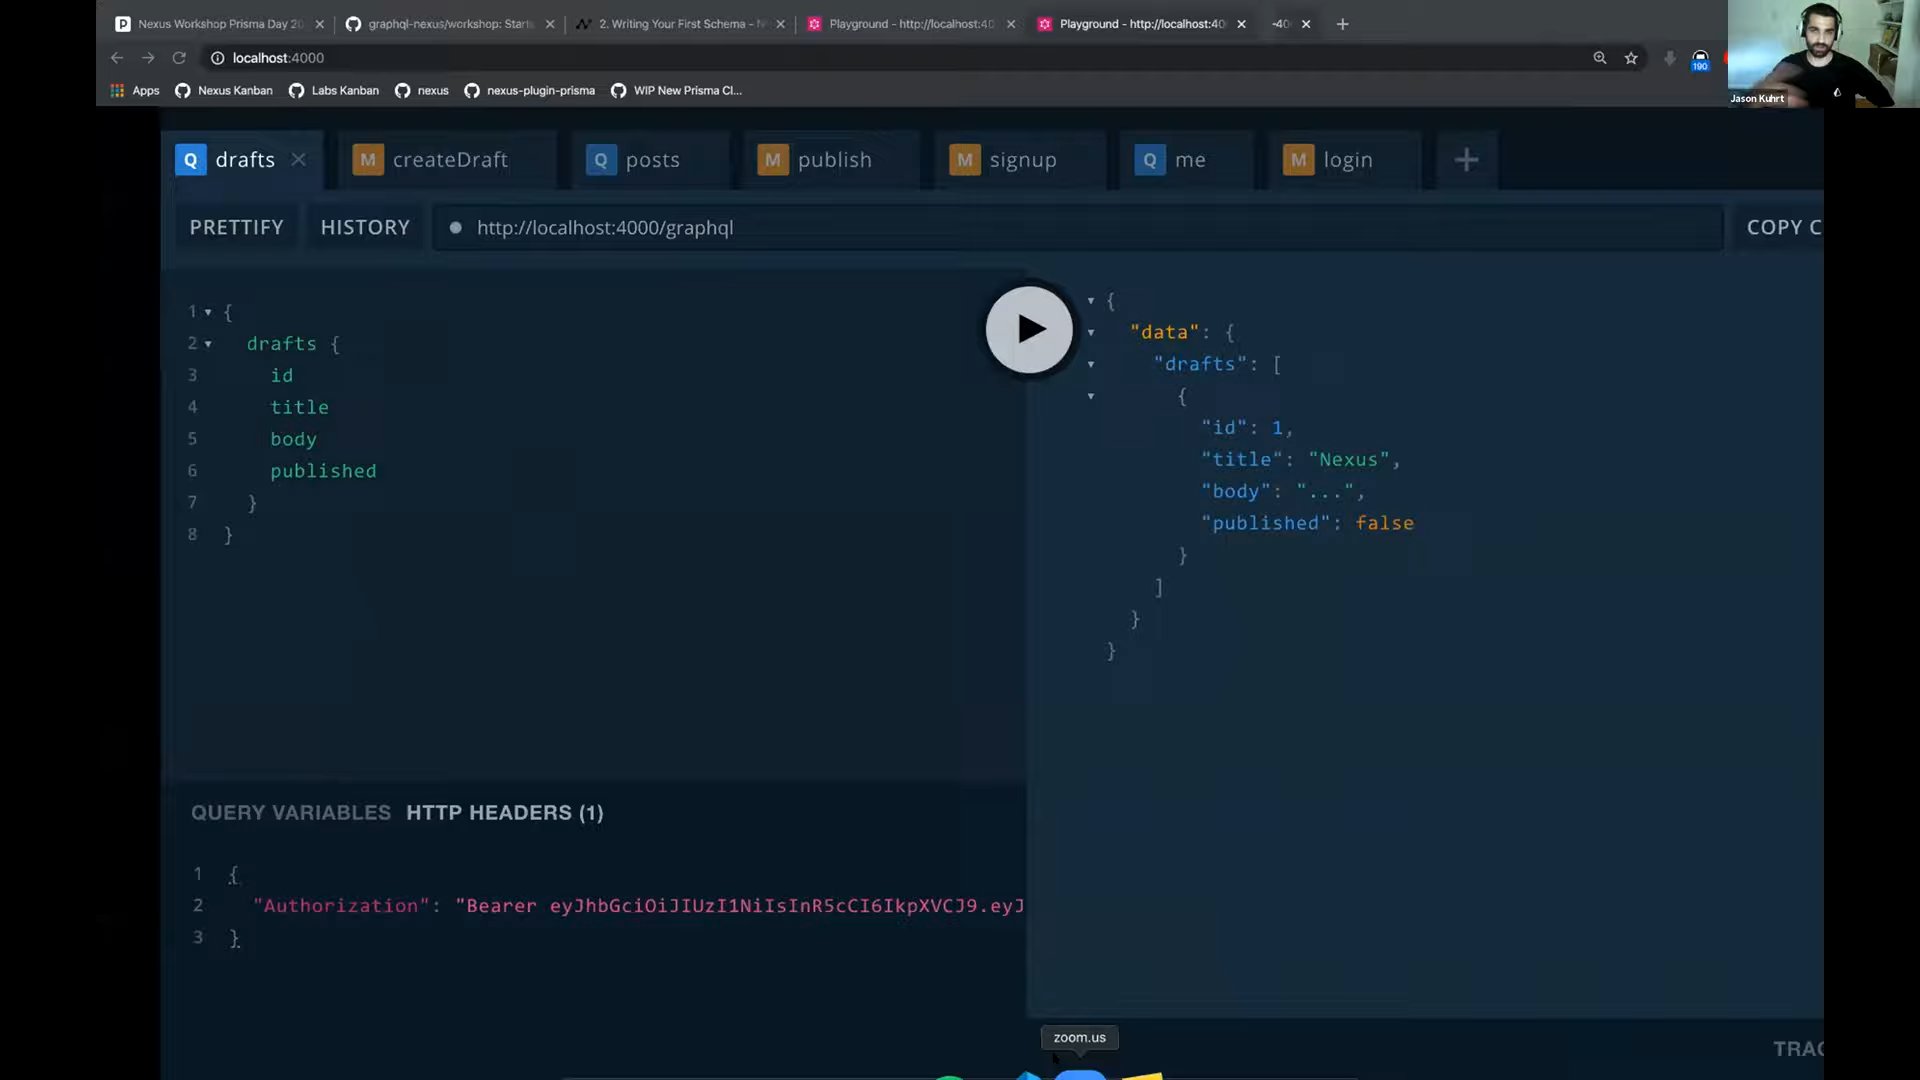 Nexus Workshop Prisma Day 20
graphql-nexus/workshop: Start
2. Writing Your First Schema - N
Playground - http://localhost:40
Playground - http://localhost:40
-40
localhost:4000
190
Apps
Nexus Kanban
Labs Kanban
nexus
nexus-plugin-prisma
WIP New Prisma Cl...
Jason Kuhrt
Q drafts
M createDraft
Q posts
M publish
M signup
Q me
M login
PRETTIFY
HISTORY
http://localhost:4000/graphql
COPY C
1 {
2 drafts {
3 id
4 title
5 body
6 published
7 }
8 }
{
"data": {
"drafts": [
{
"id": 1,
"title": "Nexus",
"body": "...",
"published": false
}
]
}
}
QUERY VARIABLES HTTP HEADERS (1)
1 {
2 "Authorization": "Bearer eyJhbGciOiJIUzI1NiIsInR5cCI6IkpXVCJ9.eyJ
3 }
zoom.us
TRAC